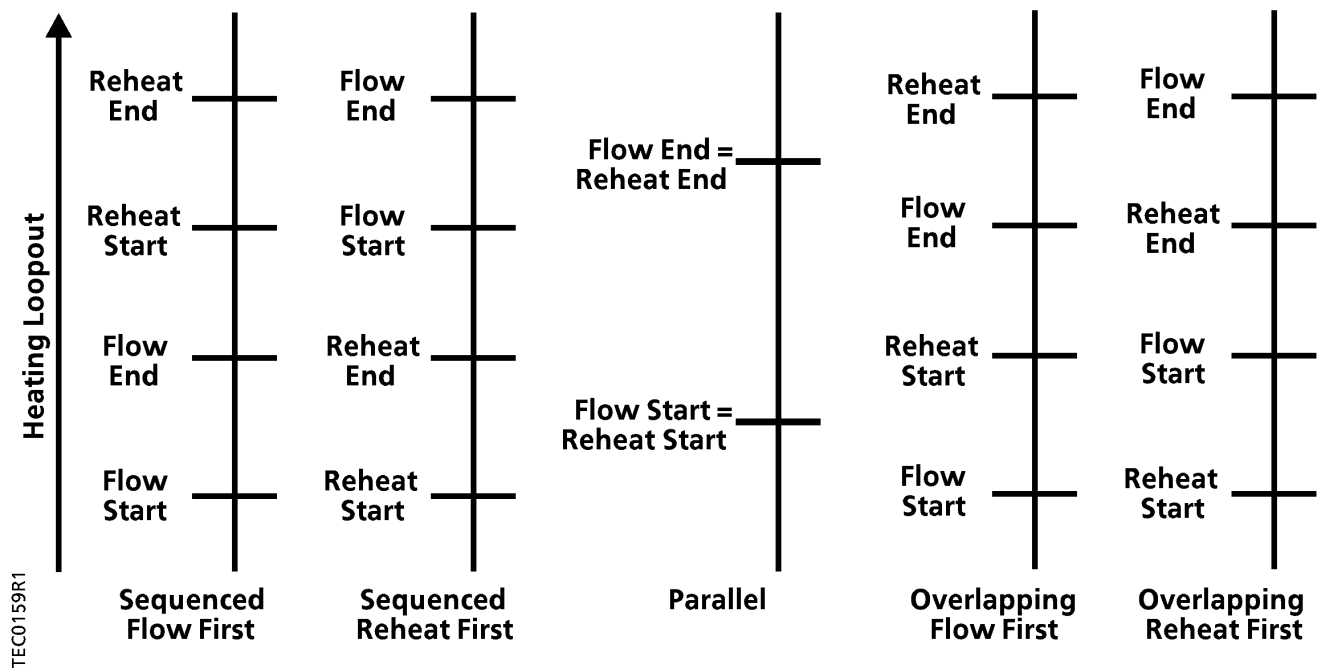 Heating Loopout
Reheat
End
Reheat
Start
Flow
End
Flow
Start
Sequenced
Flow First
Flow
End
Flow
Start
Reheat
End
Reheat
Start
Sequenced
Reheat First
Flow End =
Reheat End
Flow Start =
Reheat Start
Parallel
Reheat
End
Flow
End
Reheat
Start
Flow
Start
Overlapping
Flow First
Flow
End
Reheat
End
Flow
Start
Reheat
Start
Overlapping
Reheat First
TEC0159R1